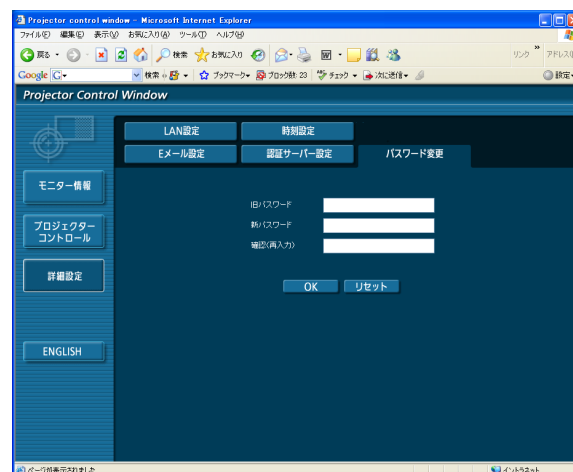 Projector control window - Microsoft Internet Explorer
ファイル(F) 編集(E) 表示(V) お気に入り(A) ツール(T) ヘルプ(H)
戻る 検索 お気に入り リンク » アドレス(
Google G 検索 ブックマーク ブロック数: 23 チェック 次に送信 設定
Projector Control Window
LAN設定 時刻設定
Eメール設定 認証サーバー設定 パスワード変更
モニター情報
旧パスワード
プロジェクター
コントロール
新パスワード
確認(再入力)
詳細設定
OK リセット
ENGLISH
ページが表示されました イントラネット